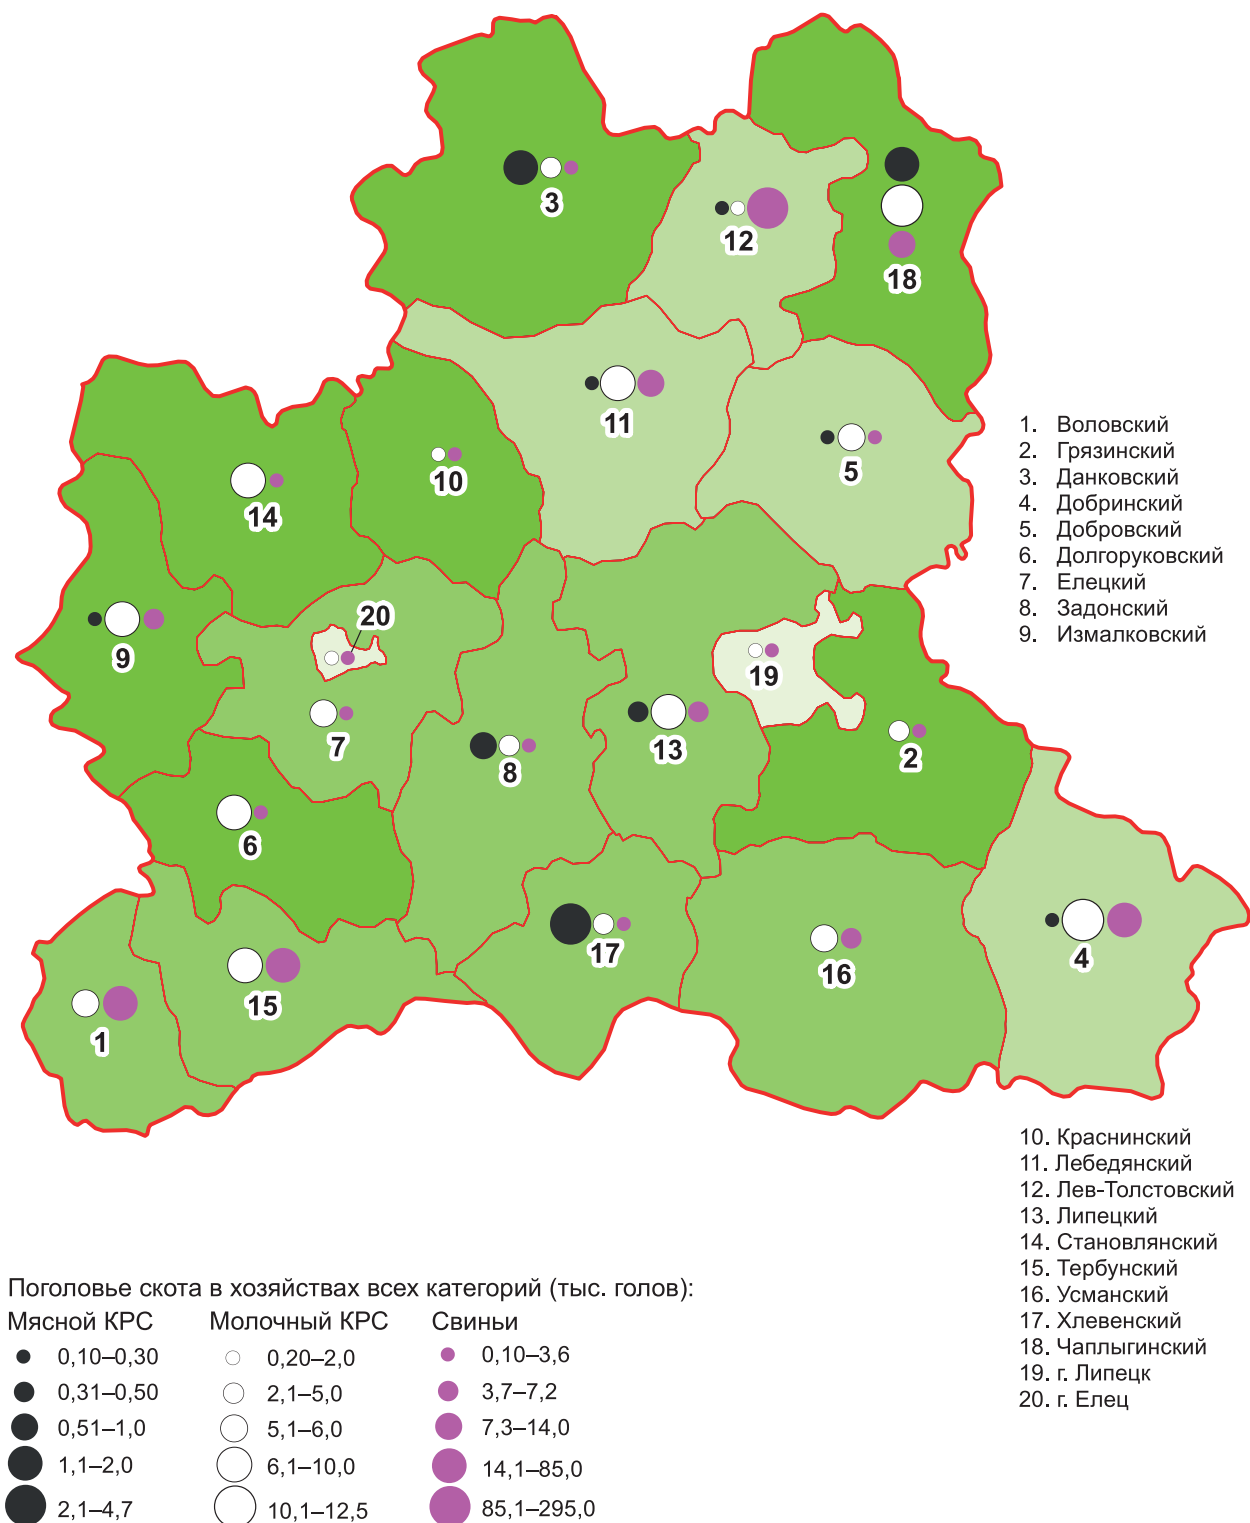 3
12
18
11
5
10
14
20
9
19
7
13
2
8
6
17
16
4
15
1
1. Воловский
2. Грязинский
3. Данковский
4. Добринский
5. Добровский
6. Долгоруковский
7. Елецкий
8. Задонский
9. Измалковский
10. Краснинский
11. Лебедянский
12. Лев-Толстовский
13. Липецкий
14. Становлянский
15. Тербунский
16. Усманский
17. Хлевенский
18. Чаплыгинский
19. г. Липецк
20. г. Елец
Поголовье скота в хозяйствах всех категорий (тыс. голов):
Мясной КРС Молочный КРС Свиньи
0,10–0,30 0,20–2,0 0,10–3,6
0,31–0,50 2,1–5,0 3,7–7,2
0,51–1,0 5,1–6,0 7,3–14,0
1,1–2,0 6,1–10,0 14,1–85,0
2,1–4,7 10,1–12,5 85,1–295,0